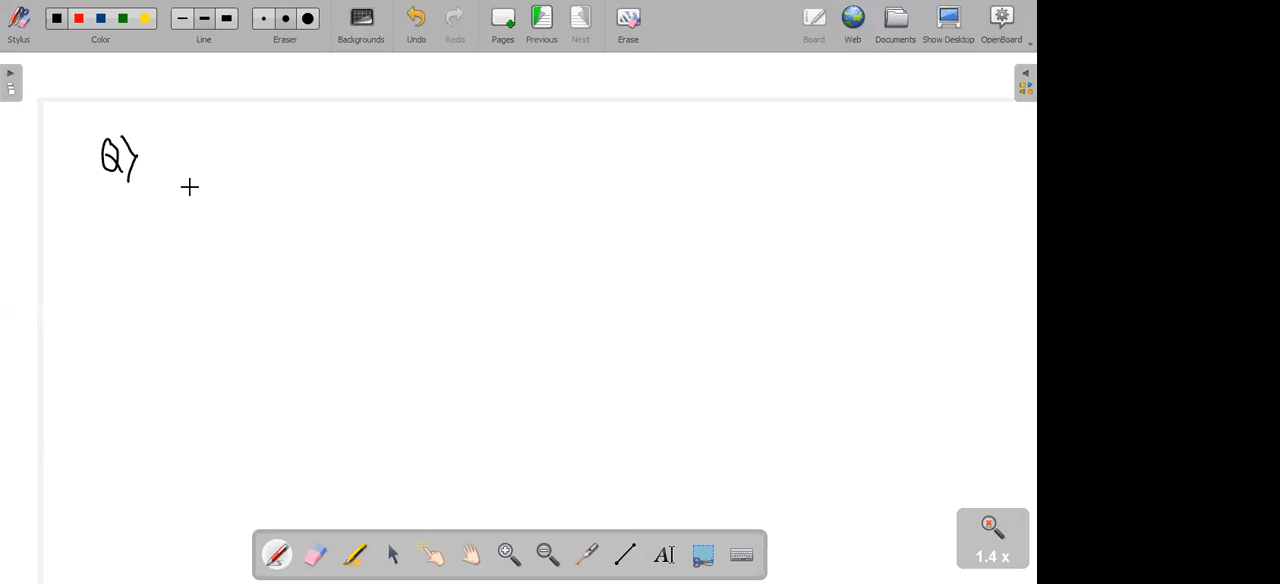 Stylus Color Line Eraser Backgrounds Undo Redo Pages Previous Next Erase Board Web Documents Show Desktop OpenBoard
Q)
1.4 x